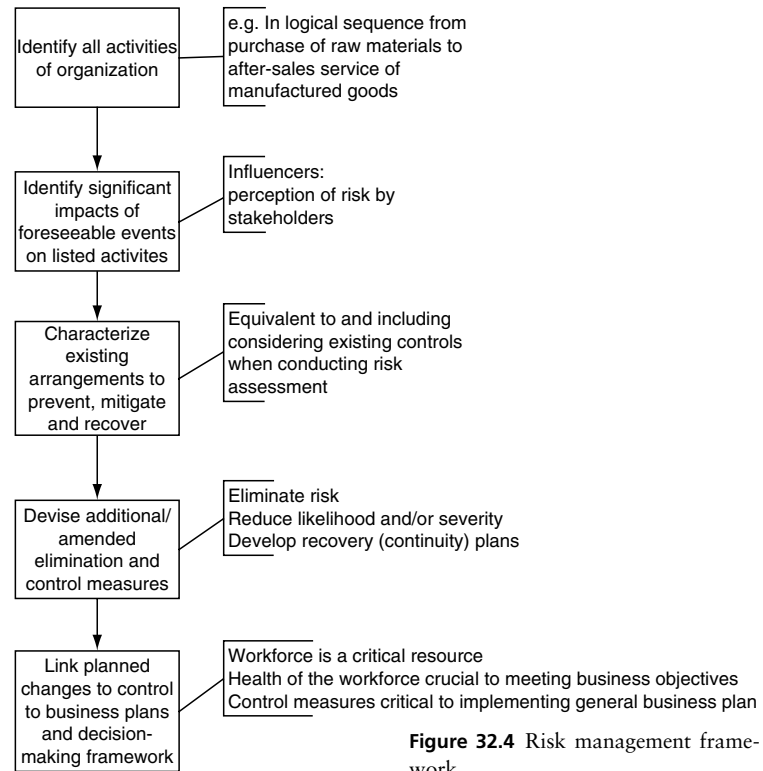 Identify all activities
of organization
e.g. In logical sequence from
purchase of raw materials to
after-sales service of
manufactured goods
Identify significant
impacts of
foreseeable events
on listed activites
Influencers:
perception of risk by
stakeholders
Characterize
existing
arrangements to
prevent, mitigate
and recover
Equivalent to and including
considering existing controls
when conducting risk
assessment
Devise additional/
amended
elimination and
control measures
Eliminate risk
Reduce likelihood and/or severity
Develop recovery (continuity) plans
Link planned
changes to control
to business plans
and decision-
making framework
Workforce is a critical resource
Health of the workforce crucial to meeting business objectives
Control measures critical to implementing general business plan
Figure 32.4 Risk management frame-
work